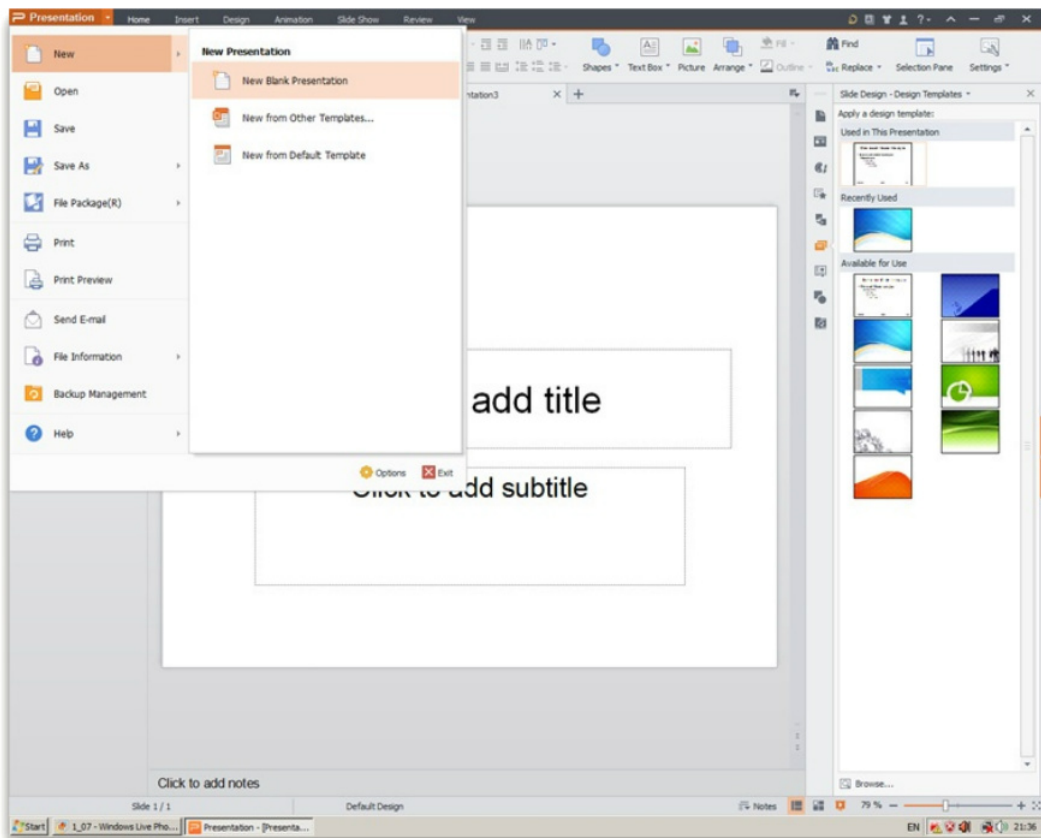 Presentation
Home Insert Design Animation Slide Show Review View
New
Open
Save
Save As
File Package(R)
Print
Print Preview
Send E-mail
File Information
Backup Management
Help
New Presentation
New Blank Presentation
New from Other Templates...
New from Default Template
Options Exit
Shapes Text Box Picture Arrange
Fill
Outline
Find
Replace
Selection Pane Settings
ntation3
Slide Design - Design Templates
Apply a design template:
Used in This Presentation
Recently Used
Available for Use
Browse...
add title
Click to add subtitle
Click to add notes
Slide 1 / 1 Default Design Notes 79 %
Start 1_07 - Windows Live Pho... Presentation - [Presenta... EN 21:36